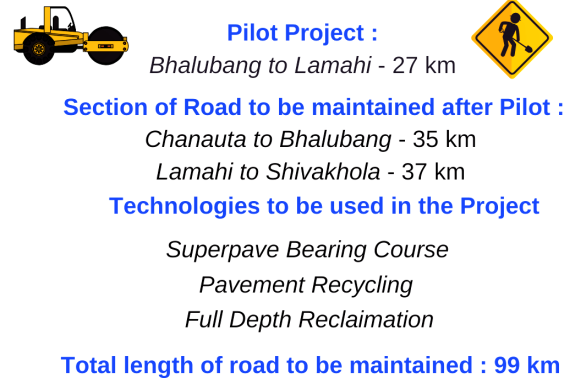 Pilot Project :
Bhalubang to Lamahi - 27 km
Section of Road to be maintained after Pilot :
Chanauta to Bhalubang - 35 km
Lamahi to Shivakhola - 37 km
Technologies to be used in the Project
Superpave Bearing Course
Pavement Recycling
Full Depth Reclaimation
Total length of road to be maintained : 99 km